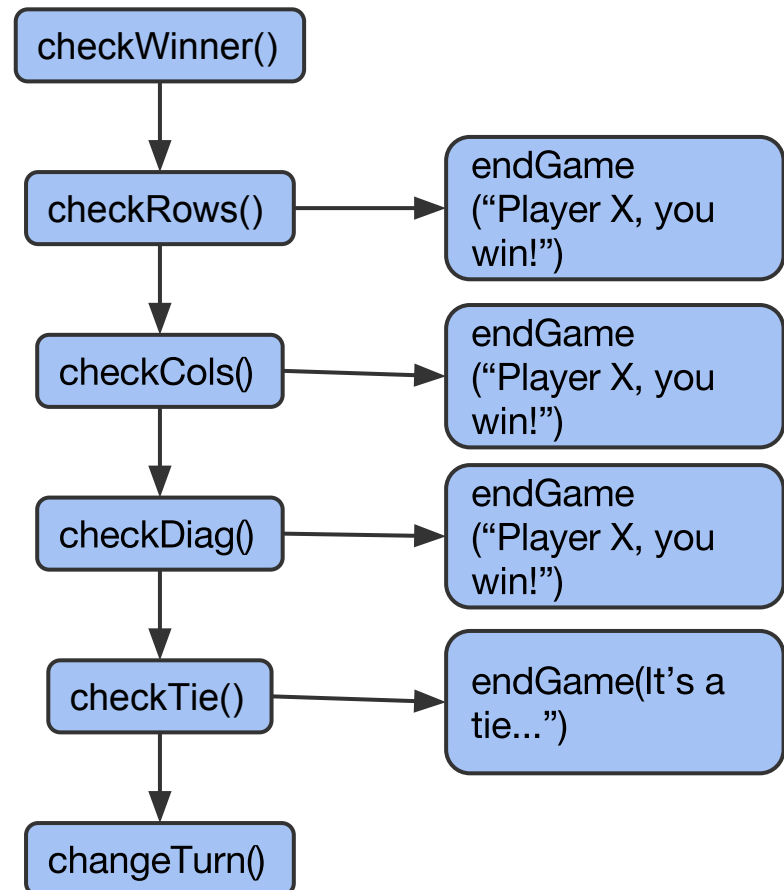 checkWinner()
checkRows()
endGame
(“Player X, you
win!”)
checkCols()
endGame
(“Player X, you
win!”)
checkDiag()
endGame
(“Player X, you
win!”)
checkTie()
endGame(It’s a
tie...”)
changeTurn()